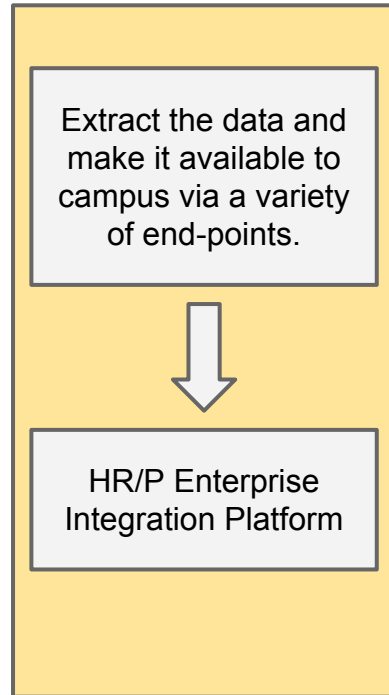 Extract the data and
make it available to
campus via a variety
of end-points.
HR/P Enterprise
Integration Platform